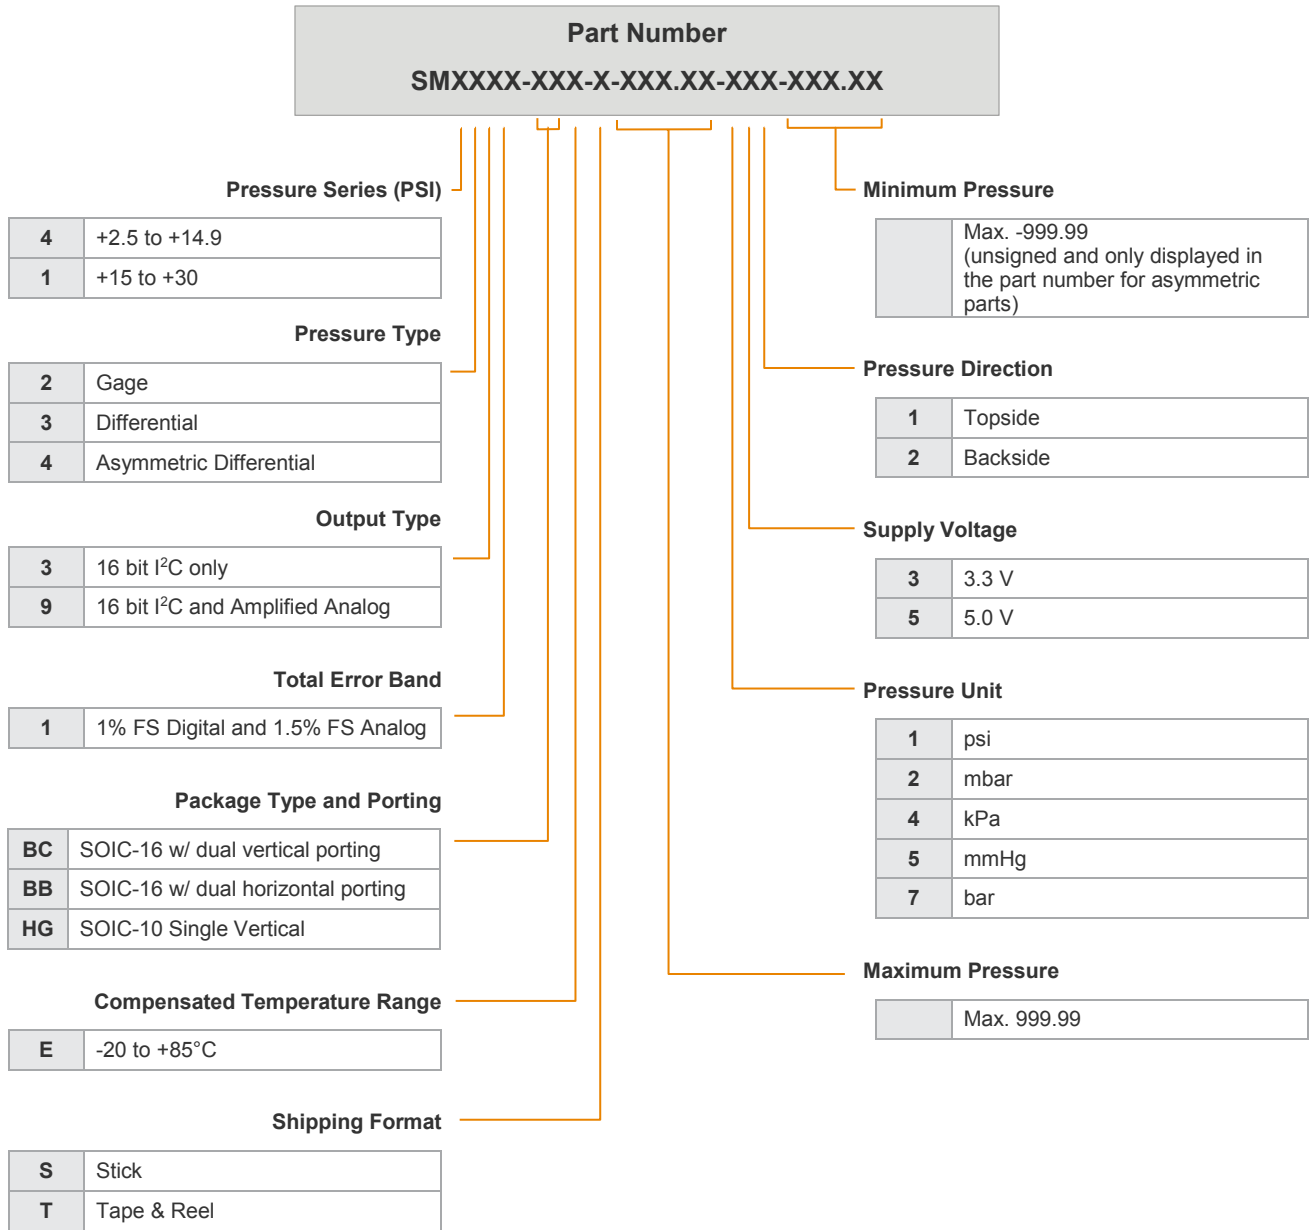 Part Number
SMXXXX-XXX-X-XXX.XX-XXX-XXX.XX
Pressure Series (PSI)
4 +2.5 to +14.9
1 +15 to +30
Pressure Type
2 Gage
3 Differential
4 Asymmetric Differential
Output Type
3 16 bit I²C only
9 16 bit I²C and Amplified Analog
Total Error Band
1 1% FS Digital and 1.5% FS Analog
Package Type and Porting
BC SOIC-16 w/ dual vertical porting
BB SOIC-16 w/ dual horizontal porting
HG SOIC-10 Single Vertical
Compensated Temperature Range
E -20 to +85°C
Shipping Format
S Stick
T Tape & Reel
Minimum Pressure
Max. -999.99
(unsigned and only displayed in
the part number for asymmetric
parts)
Pressure Direction
1 Topside
2 Backside
Supply Voltage
3 3.3 V
5 5.0 V
Pressure Unit
1 psi
2 mbar
4 kPa
5 mmHg
7 bar
Maximum Pressure
Max. 999.99